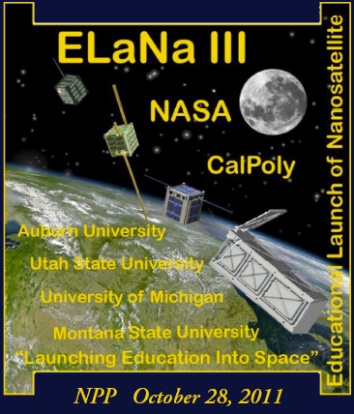 ELaNa III
NASA
CalPoly
Auburn University
Utah State University
University of Michigan
Montana State University
"Launching Education Into Space"
Educational Launch of Nanosatellite
NPP October 28, 2011